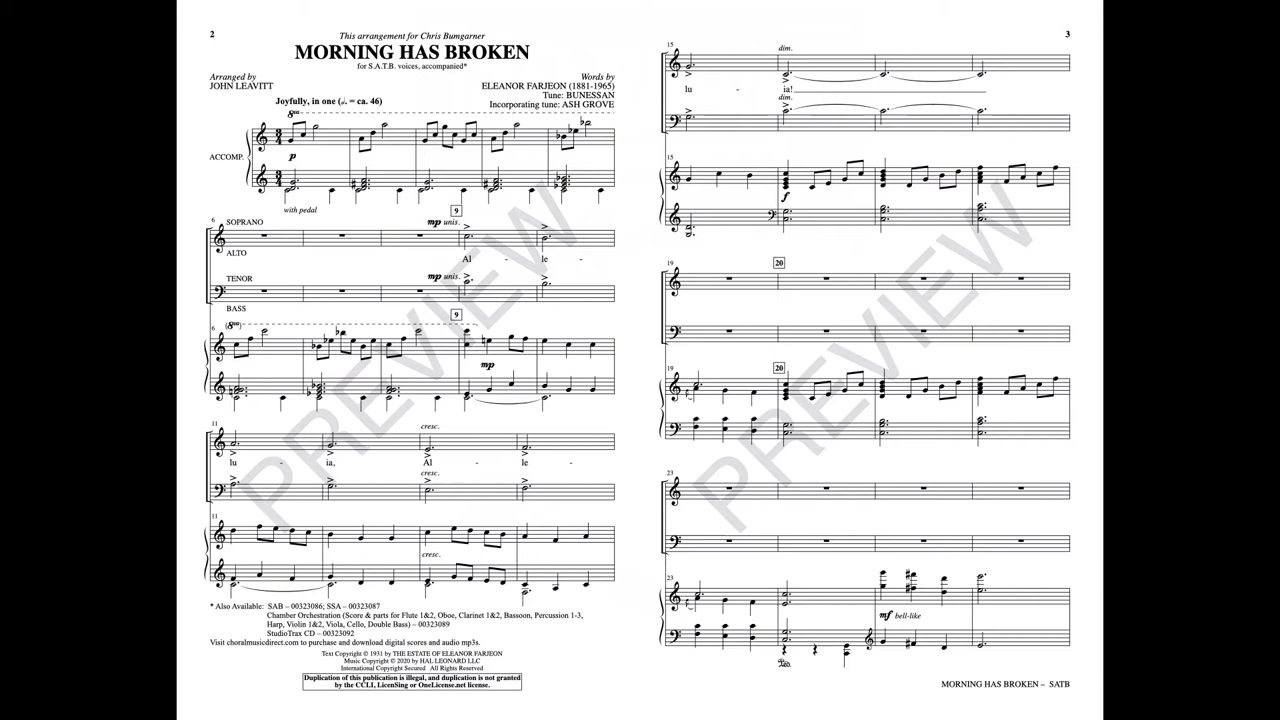 2
This arrangement for Chris Bumgarner
MORNING HAS BROKEN
for S.A.T.B. voices, accompanied*
Arranged by
JOHN LEAVITT
Words by
ELEANOR FARJEON (1881-1965)
Tune: BUNESSAN
Incorporating tune: ASH GROVE
Joyfully, in one (♩. = ca. 46)
8va
ACCOMP.
p
with pedal
6
SOPRANO
mp unis.
9
ALTO
Al - le -
TENOR
mp unis.
BASS
9
6
(8va)
mp
11
cresc.
lu - ia, Al - le -
cresc.
11
cresc.
* Also Available: SAB – 00323086; SSA – 00323087
Chamber Orchestration (Score & parts for Flute 1&2, Oboe, Clarinet 1&2, Bassoon, Percussion 1-3,
Harp, Violin 1&2, Viola, Cello, Double Bass) – 00323089
StudioTrax CD – 00323092
Visit choralmusicdirect.com to purchase and download digital scores and audio mp3s.
Text Copyright © 1931 by THE ESTATE OF ELEANOR FARJEON
Music Copyright © 2020 by HAL LEONARD LLC
International Copyright Secured All Rights Reserved
Duplication of this publication is illegal, and duplication is not granted
by the CCLI, LicenSing or OneLicense.net license.
PREVIEW
3
15
dim.
lu - ia!
dim.
15
f
19
20
19
20
23
23
mf bell-like
Ped.
MORNING HAS BROKEN – SATB
PREVIEW